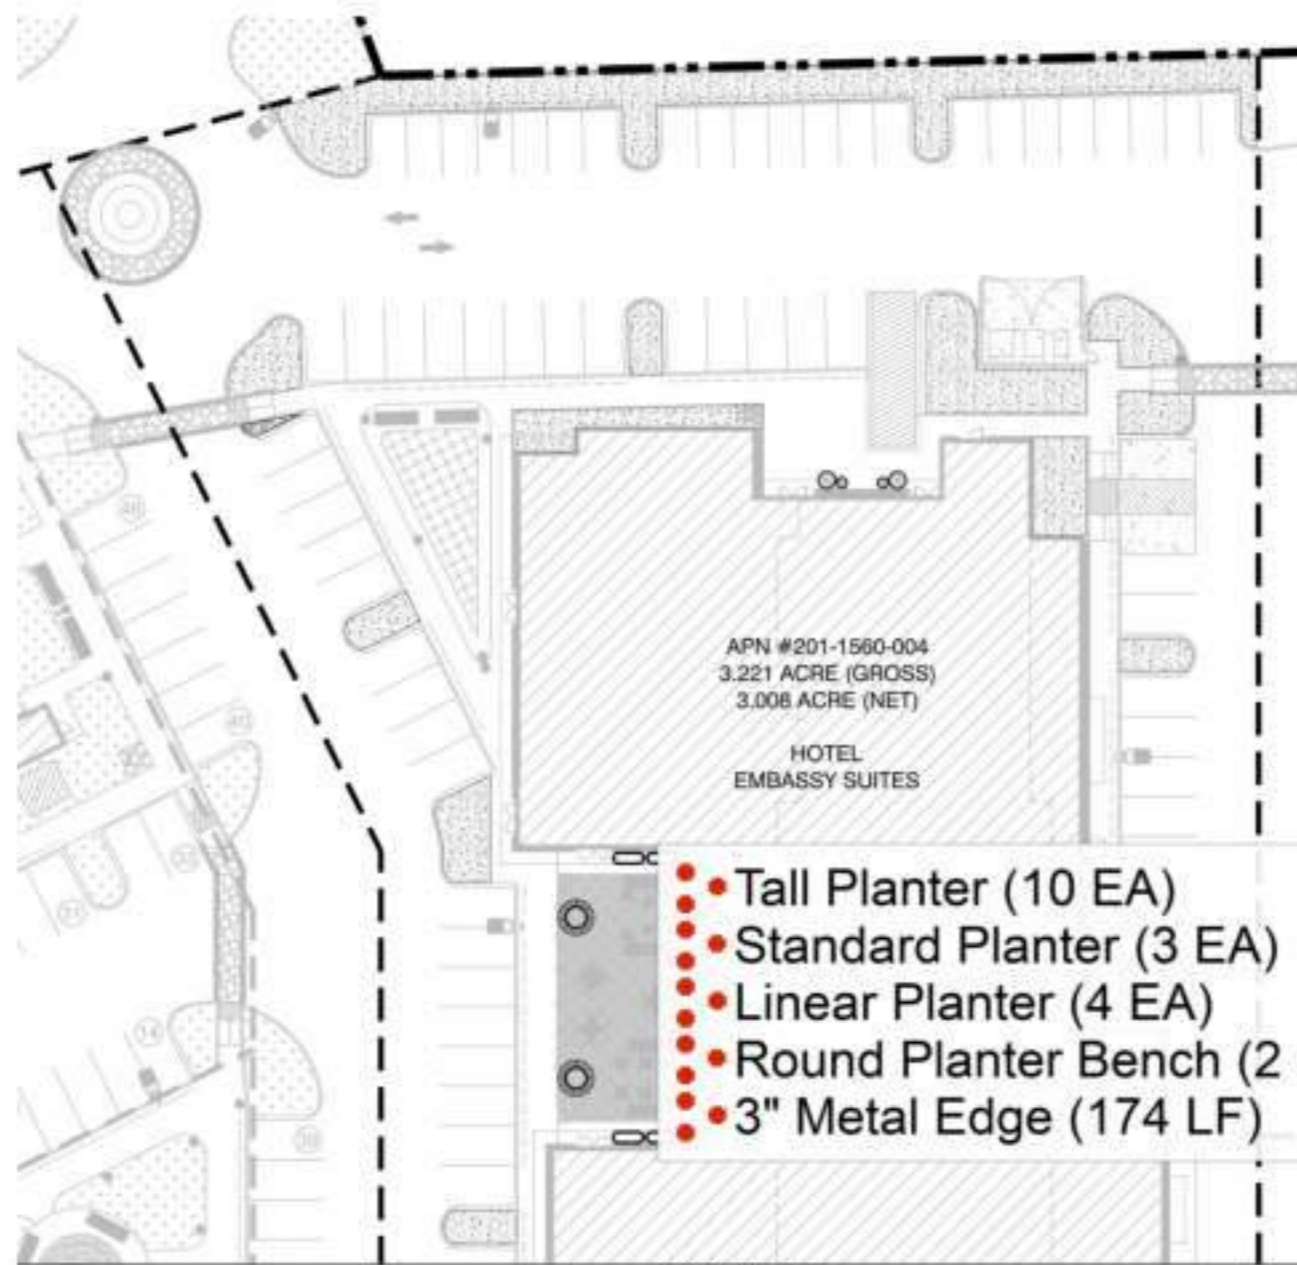 APN #201-1560-004
3.221 ACRE (GROSS)
3.008 ACRE (NET)
HOTEL
EMBASSY SUITES
Tall Planter (10 EA)
Standard Planter (3 EA)
Linear Planter (4 EA)
Round Planter Bench (2
3" Metal Edge (174 LF)